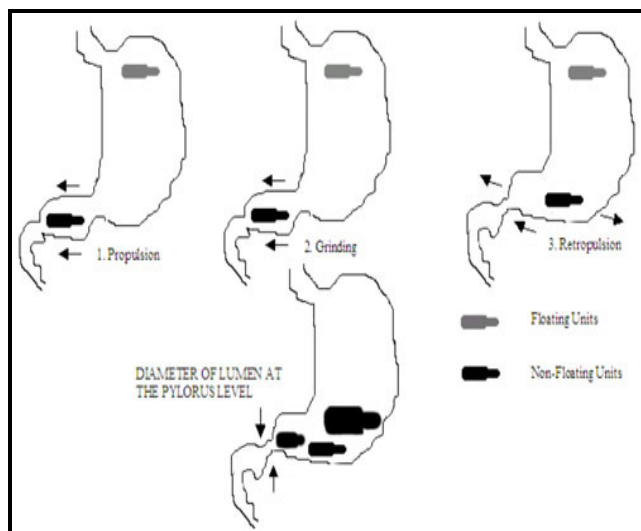 1. Propulsion
2. Grinding
3. Retropulsion
Floating Units
Non-Floating Units
DIAMETER OF LUMEN AT
THE PYLORUS LEVEL